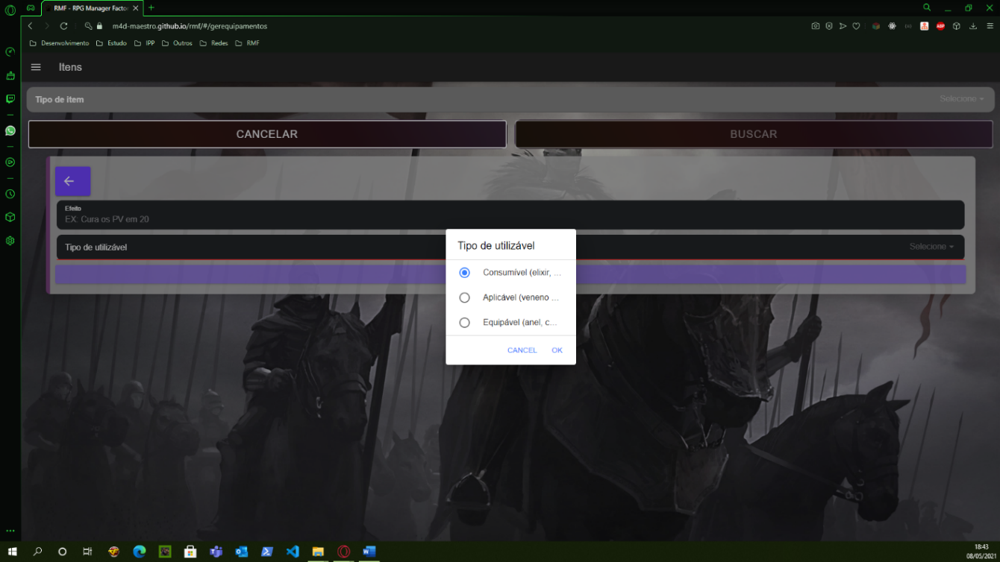 RMF - RPG Manager Factor
m4d-maestro.github.io/rmf/#/gerequipamentos
Desenvolvimento
Estudo
IPP
Outros
Redes
RMF
Itens
Tipo de item
Selecione
CANCELAR
BUSCAR
Efeito
EX: Cura os PV em 20
Tipo de utilizável
Selecione
Tipo de utilizável
Consumível (elixir, ...
Aplicável (veneno ...
Equipável (anel, c...
CANCEL
OK
18:43
08/05/2021